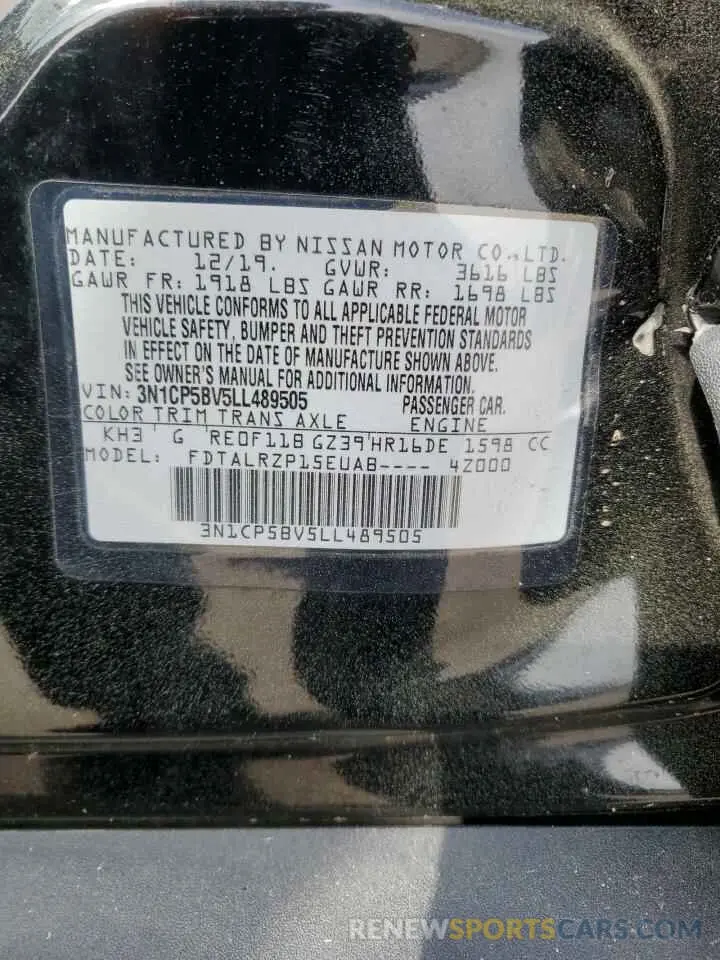 MANUFACTURED BY NISSAN MOTOR CO.,LTD.
DATE: 12/19. GVWR: 3616 LBS
GAWR FR: 1918 LBS GAWR RR: 1698 LBS
THIS VEHICLE CONFORMS TO ALL APPLICABLE FEDERAL MOTOR
VEHICLE SAFETY, BUMPER AND THEFT PREVENTION STANDARDS
IN EFFECT ON THE DATE OF MANUFACTURE SHOWN ABOVE.
SEE OWNER'S MANUAL FOR ADDITIONAL INFORMATION.
VIN: 3N1CP5BV5LL489505 PASSENGER CAR.
COLOR TRIM TRANS AXLE ENGINE
KH3 G RE0F11B GZ39 HR16DE 1598 CC
MODEL: FDTALRZP15EUAB---- 4Z000
3N1CP5BV5LL489505
RENEWSPORTSCARS.COM